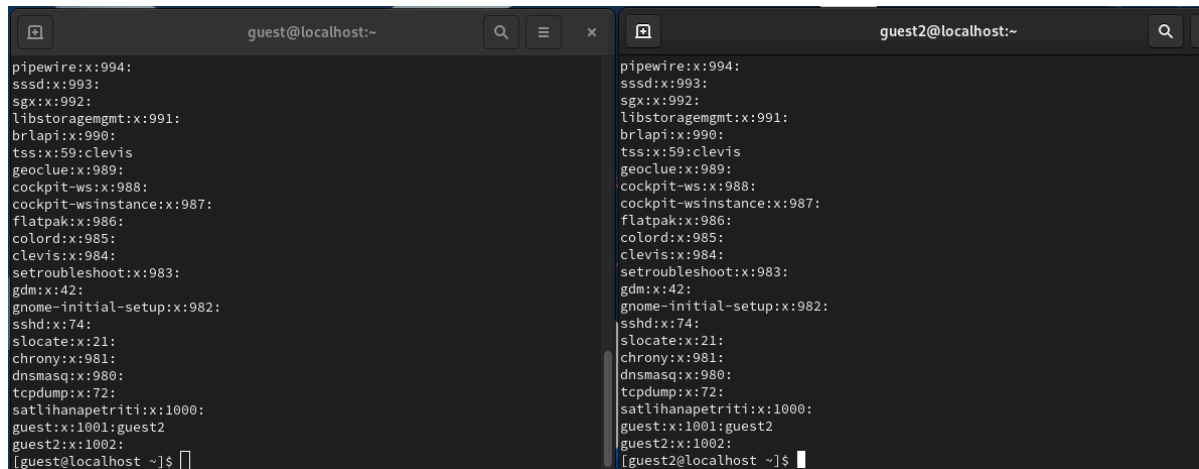 guest@localhost:~
pipewire:x:994:
sssd:x:993:
sgx:x:992:
libstoragemgmt:x:991:
brlapi:x:990:
tss:x:59:clevis
geoclue:x:989:
cockpit-ws:x:988:
cockpit-wsinstance:x:987:
flatpak:x:986:
colord:x:985:
clevis:x:984:
setroubleshoot:x:983:
gdm:x:42:
gnome-initial-setup:x:982:
sshd:x:74:
slocate:x:21:
chrony:x:981:
dnsmasq:x:980:
tcpdump:x:72:
satlihanapetriti:x:1000:
guest:x:1001:guest2
guest2:x:1002:
[guest@localhost ~]$
guest2@localhost:~
pipewire:x:994:
sssd:x:993:
sgx:x:992:
libstoragemgmt:x:991:
brlapi:x:990:
tss:x:59:clevis
geoclue:x:989:
cockpit-ws:x:988:
cockpit-wsinstance:x:987:
flatpak:x:986:
colord:x:985:
clevis:x:984:
setroubleshoot:x:983:
gdm:x:42:
gnome-initial-setup:x:982:
sshd:x:74:
slocate:x:21:
chrony:x:981:
dnsmasq:x:980:
tcpdump:x:72:
satlihanapetriti:x:1000:
guest:x:1001:guest2
guest2:x:1002:
[guest2@localhost ~]$